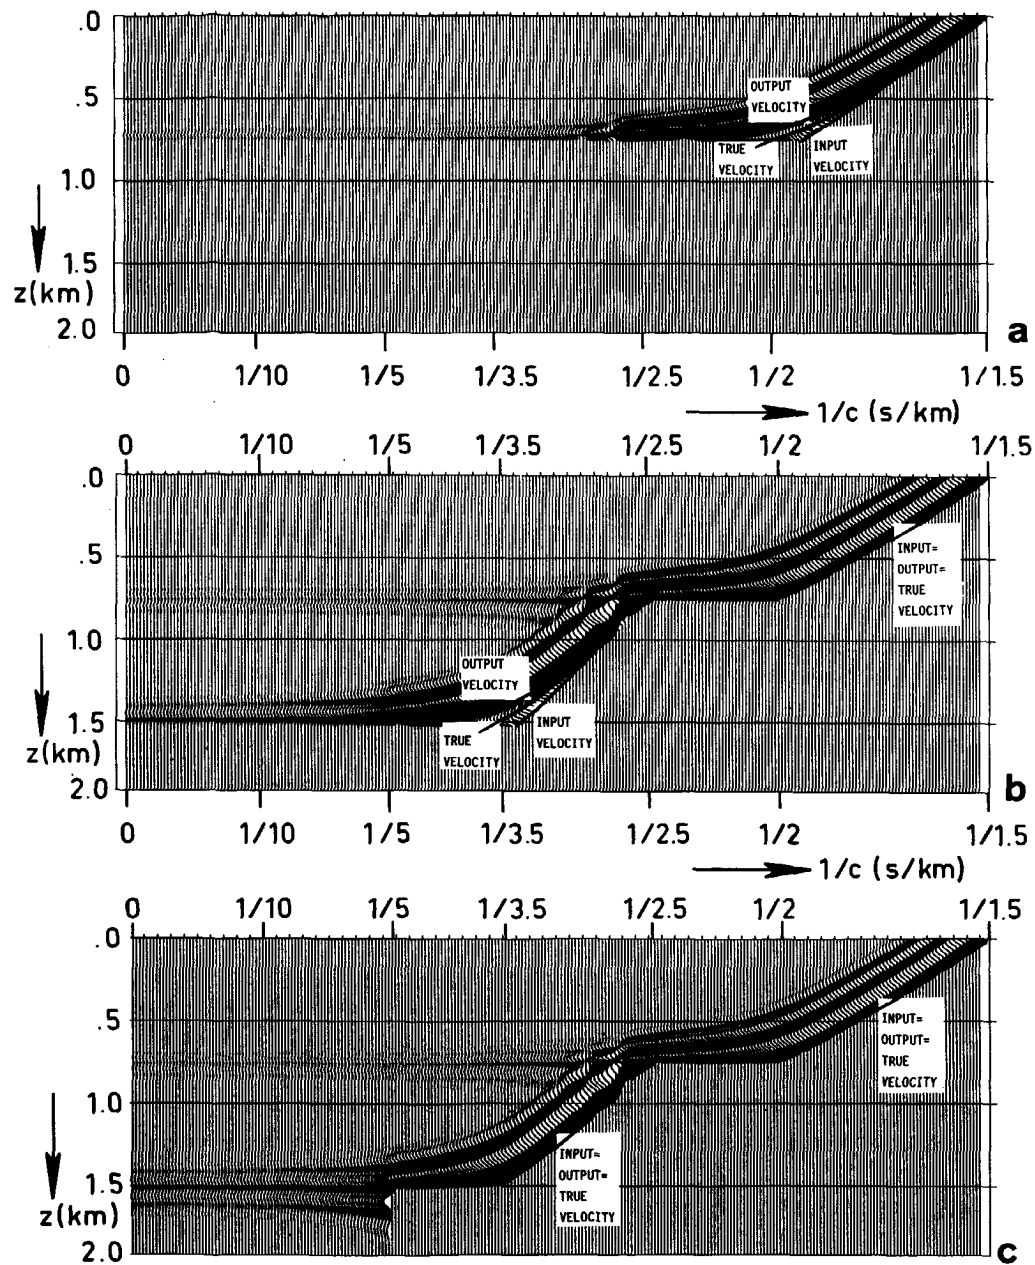 .0
.5
1.0
1.5
z(km)
2.0
OUTPUT
VELOCITY
TRUE
VELOCITY
INPUT
VELOCITY
a
0 1/10 1/5 1/3.5 1/2.5 1/2 1/1.5
1/c (s/km)
0 1/10 1/5 1/3.5 1/2.5 1/2 1/1.5
.0
.5
1.0
1.5
z(km)
2.0
INPUT=
OUTPUT=
TRUE
VELOCITY
OUTPUT
VELOCITY
TRUE
VELOCITY
INPUT
VELOCITY
b
0 1/10 1/5 1/3.5 1/2.5 1/2 1/1.5
1/c (s/km)
0 1/10 1/5 1/3.5 1/2.5 1/2 1/1.5
.0
.5
1.0
1.5
z(km)
2.0
INPUT=
OUTPUT=
TRUE
VELOCITY
INPUT=
OUTPUT=
TRUE
VELOCITY
c